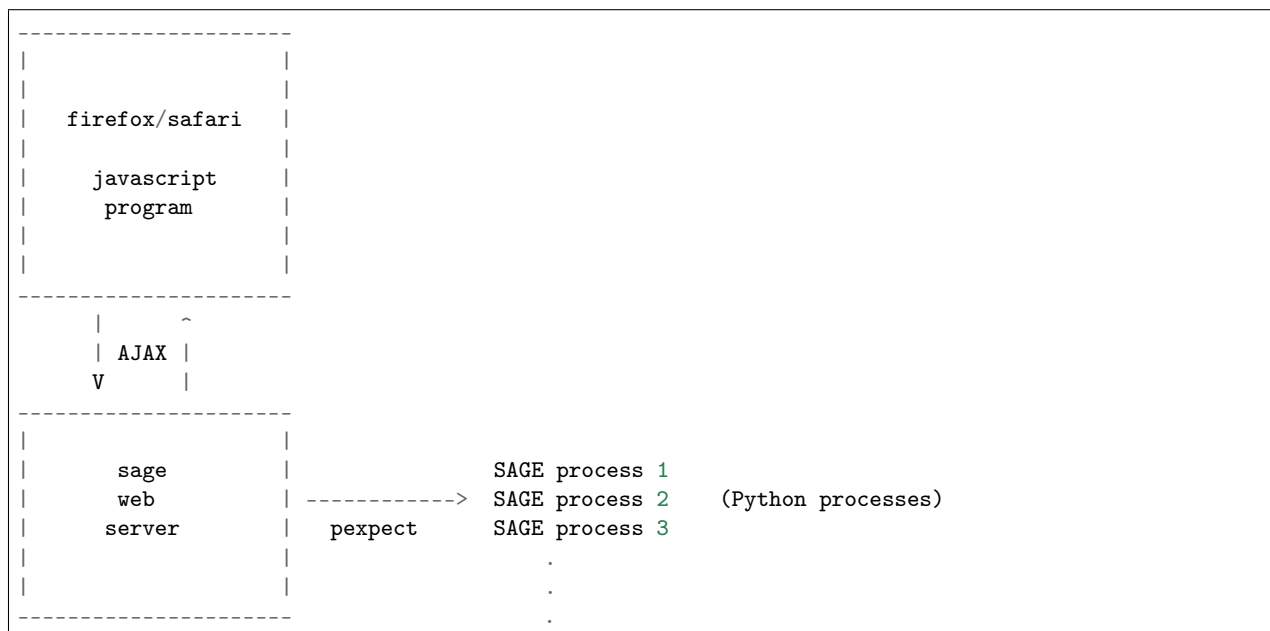 ----------------------
|                    |
|                    |
|   firefox/safari   |
|                    |
|     javascript     |
|      program       |
|                    |
|                    |
----------------------
      |      ^
      | AJAX |
      V      |
----------------------
|                    |
|       sage         |                SAGE process 1
|       web          | ------------>  SAGE process 2    (Python processes)
|      server        |   pexpect      SAGE process 3
|                    |                    .
|                    |                    .
----------------------                    .